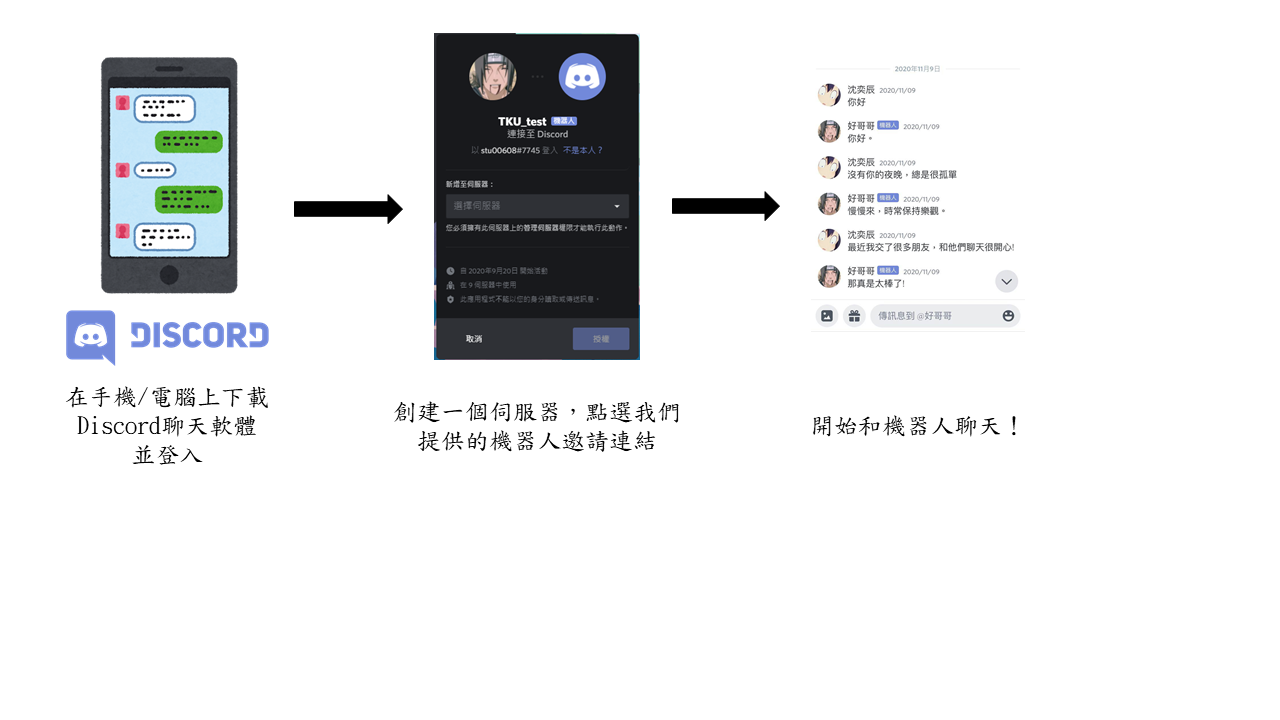 DISCORD
在手機/電腦上下載
Discord聊天軟體
並登入
TKU_test 機器人
連接至 Discord
以 stu00608#7745 登入 不是本人？
新增至伺服器：
選擇伺服器
您必須擁有此伺服器上的管理伺服器權限才能執行此動作。
自 2020年9月20日 開始活動
在 9 伺服器中使用
此應用程式不能以您的身分讀取或傳送訊息。
取消
授權
創建一個伺服器，點選我們
提供的機器人邀請連結
2020年11月9日
沈奕辰 2020/11/09
你好
好哥哥 機器人 2020/11/09
你好。
沈奕辰 2020/11/09
沒有你的夜晚，總是很孤單
好哥哥 機器人 2020/11/09
慢慢來，時常保持樂觀。
沈奕辰 2020/11/09
最近我交了很多朋友，和他們聊天很開心!
好哥哥 機器人 2020/11/09
那真是太棒了!
傳訊息到 @好哥哥
開始和機器人聊天！